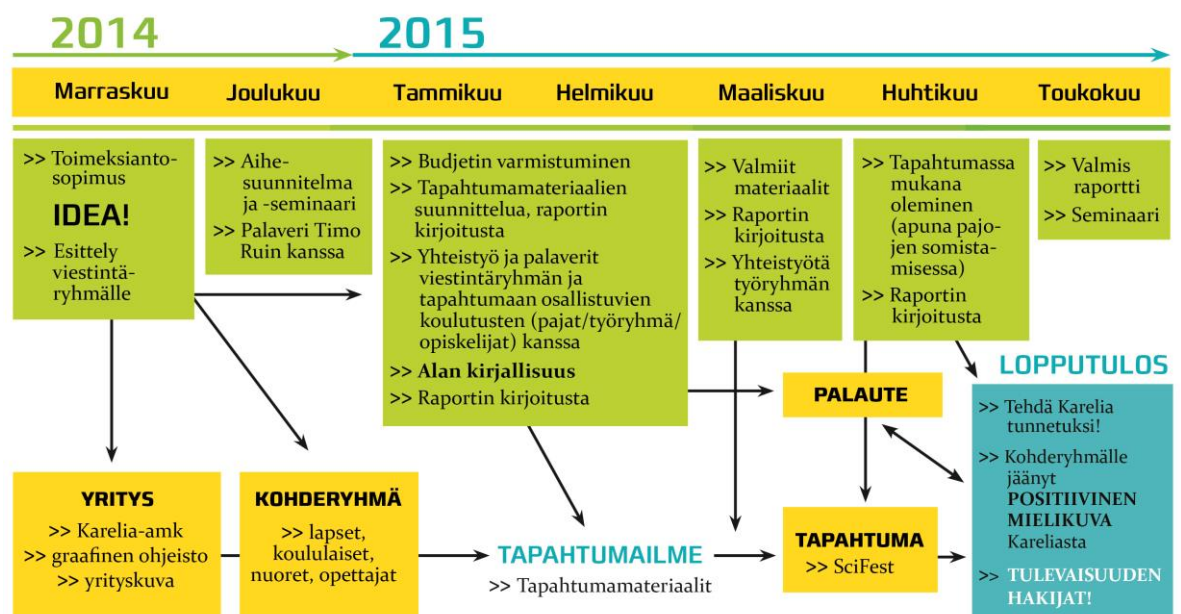 2014
2015
Marraskuu
Joulukuu
Tammikuu
Helmikuu
Maaliskuu
Huhtikuu
Toukokuu
>> Toimeksianto-
sopimus
IDEA!
>> Esittely
viestintä-
ryhmälle
>> Aihe-
suunnitelma
ja -seminaari
>> Palaveri Timo
Ruin kanssa
>> Budjetin varmistuminen
>> Tapahtumamateriaalien
suunnittelua, raportin
kirjoitusta
>> Yhteistyö ja palaverit
viestintäryhmän ja
tapahtumaan osallistuvien
koulutusten (pajat/työryhmä/
opiskelijat) kanssa
>> Alan kirjallisuus
>> Raportin kirjoitusta
>> Valmiit
materiaalit
>> Raportin
kirjoitusta
>> Yhteistyötä
työryhmän
kanssa
>> Tapahtumassa
mukana
oleminen
(apuna pajo-
jen somista-
misessa)
>> Raportin
kirjoitusta
>> Valmis
raportti
>> Seminaari
YRITYS
>> Karelia-amk
>> graafinen ohjeisto
>> yrityskuva
KOHDERYHMÄ
>> lapset,
koululaiset,
nuoret, opettajat
TAPAHTUMAILME
>> Tapahtumamateriaalit
PALAUTE
TAPAHTUMA
>> SciFest
LOPPUTULOS
>> Tehdä Karelia
tunnetuksi!
>> Kohderyhmälle
jäänyt
POSITIIVINEN
MIELIKUVA
Kareliasta
>> TULEVAISUUDEN
HAKIJAT!